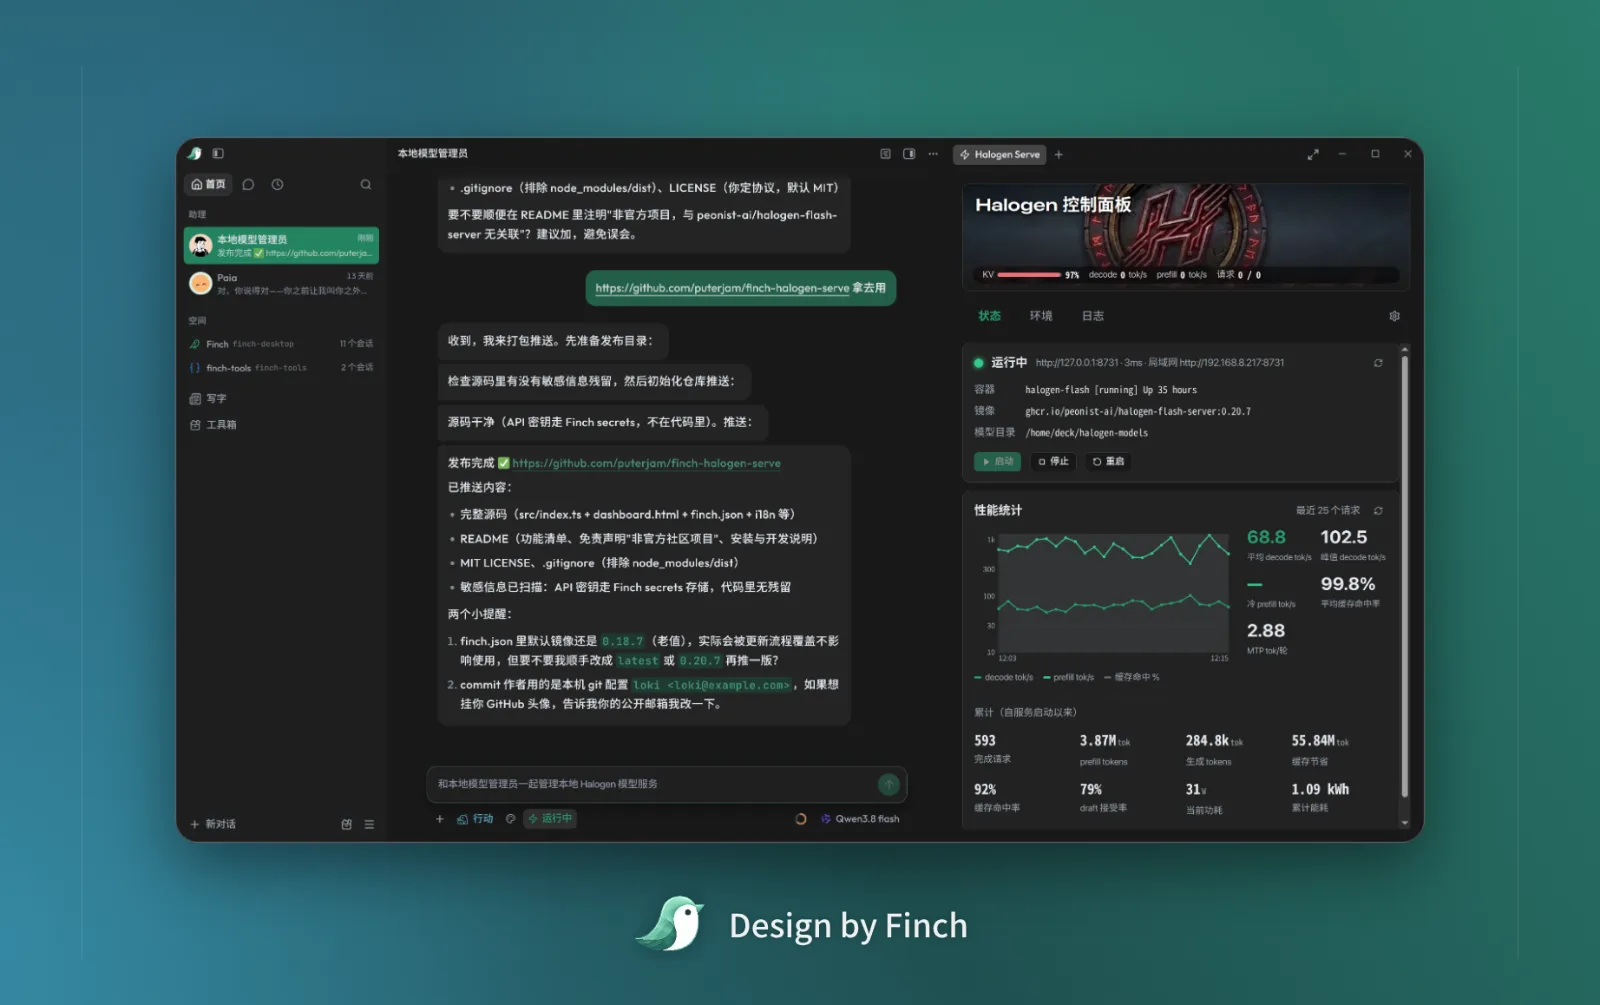 首页
助理
本地模型管理员 刚刚
发布完成 ✅ https://github.com/puterja...
Paia 13 天前
对，你说得对——你之前让我叫你之外...
空间
Finch finch-desktop 11 个会话
finch-tools finch-tools 2 个会话
写字
工具箱
+ 新对话
本地模型管理员
• .gitignore（排除 node_modules/dist）、LICENSE（你定协议，默认 MIT）
要不要顺便在 README 里注明"非官方项目，与 peonist-ai/halogen-flash-
server 无关联"？建议加，避免误会。
https://github.com/puterjam/finch-halogen-serve 拿去用
收到，我来打包推送。先准备发布目录：
检查源码里有没有敏感信息残留，然后初始化仓库推送：
源码干净（API 密钥走 Finch secrets，不在代码里）。推送：
发布完成 ✅ https://github.com/puterjam/finch-halogen-serve
已推送内容：
• 完整源码（src/index.ts + dashboard.html + finch.json + i18n 等）
• README（功能清单、免责声明"非官方社区项目"、安装与开发说明）
• MIT LICENSE、.gitignore（排除 node_modules/dist）
• 敏感信息已扫描：API 密钥走 Finch secrets 存储，代码里无残留
两个小提醒：
1. finch.json 里默认镜像还是 0.18.7（老值），实际会被更新流程覆盖不影
响使用，但要不要我顺手改成 latest 或 0.20.7 再推一版？
2. commit 作者用的是本机 git 配置 loki <loki@example.com>，如果想
挂你 GitHub 头像，告诉我你的公开邮箱我改一下。
和本地模型管理员一起管理本地 Halogen 模型服务
+ 行动 运行中 Qwen3.8 flash
Halogen Serve +
Halogen 控制面板
KV 97% decode 0 tok/s prefill 0 tok/s 请求 0 / 0
状态 环境 日志
运行中 http://127.0.0.1:8731 · 3ms · 局域网 http://192.168.8.217:8731
容器 halogen-flash [running] Up 35 hours
镜像 ghcr.io/peonist-ai/halogen-flash-server:0.20.7
模型目录 /home/deck/halogen-models
启动 停止 重启
性能统计 最近 25 个请求
1k
300
100
30
10
12:03 12:15
decode tok/s prefill tok/s 缓存命中 %
68.8 102.5
平均 decode tok/s 峰值 decode tok/s
— 99.8%
冷 prefill tok/s 平均缓存命中率
2.88
MTP tok/轮
累计（自服务启动以来）
593 3.87M tok 284.8k tok 55.84M tok
完成请求 prefill tokens 生成 tokens 缓存节省
92% 79% 31W 1.09 kWh
缓存命中率 draft 接受率 当前功耗 累计能耗
Design by Finch